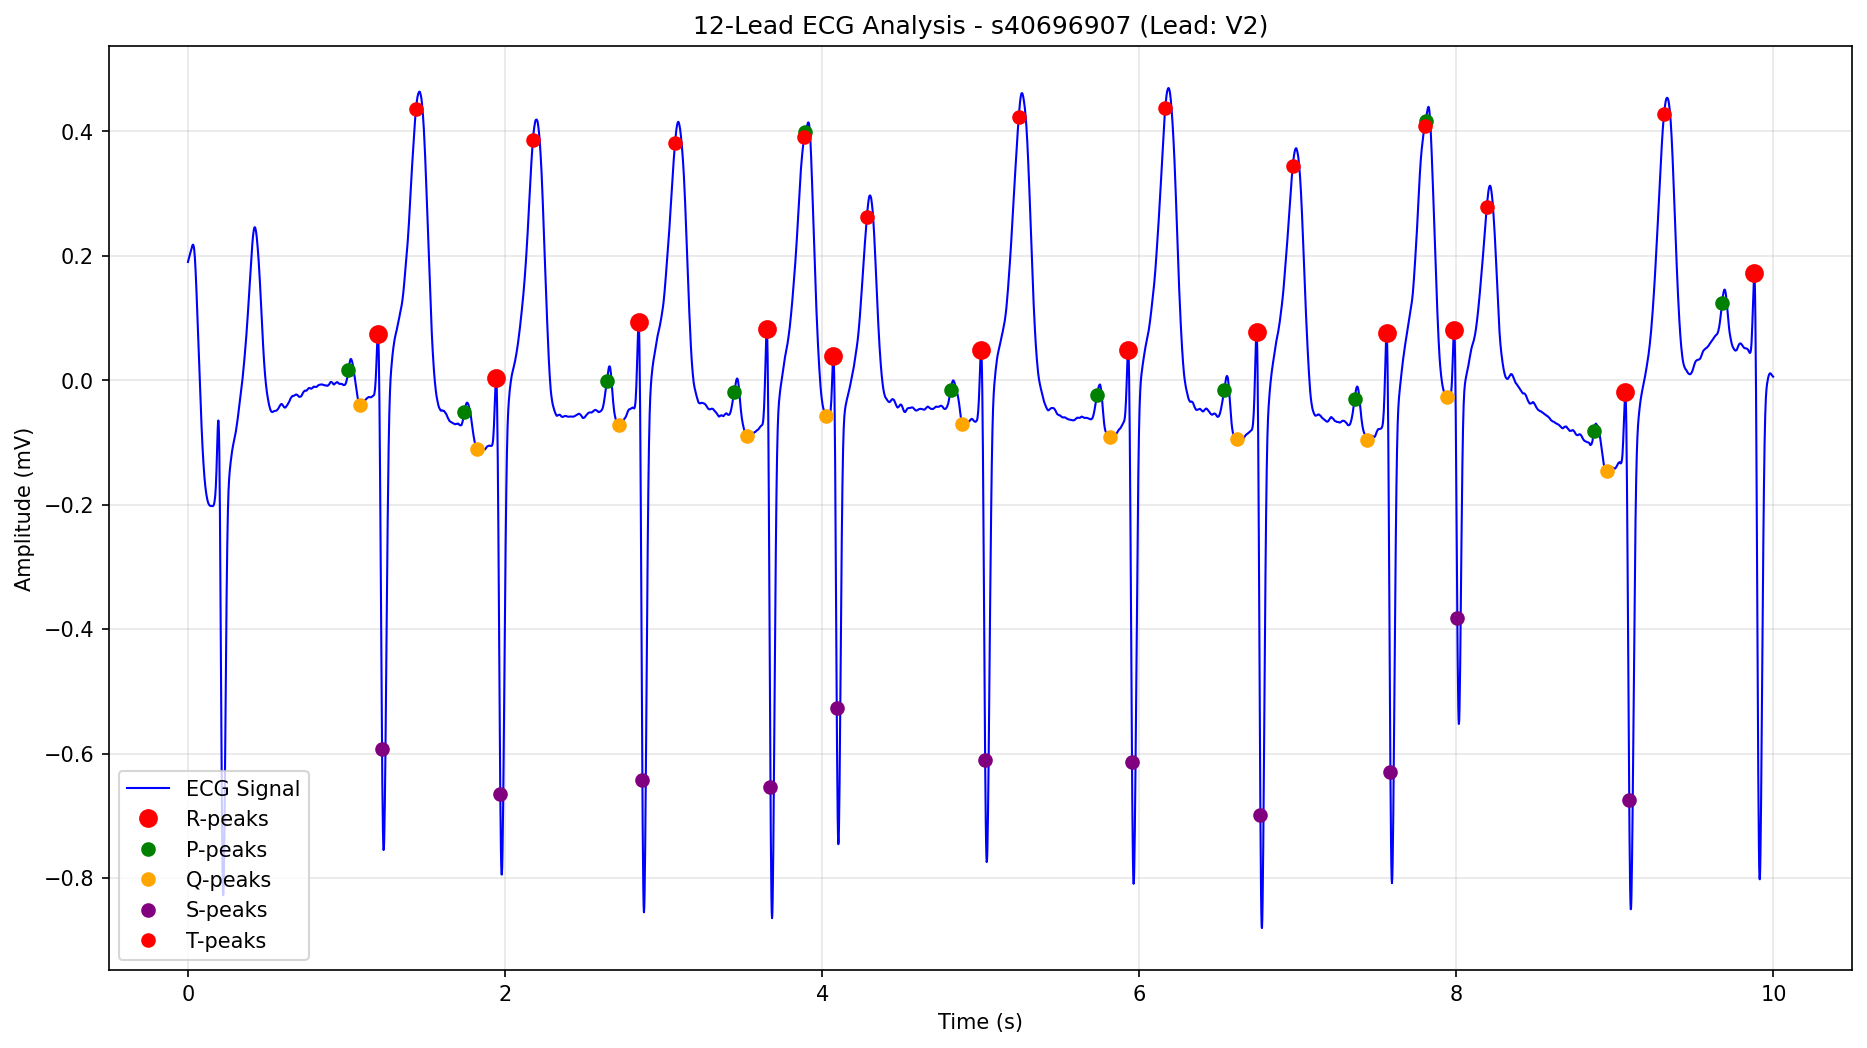 12-Lead ECG Analysis - s40696907 (Lead: V2)
Amplitude (mV)
0.4
0.2
0.0
−0.2
−0.4
−0.6
−0.8
ECG Signal
R-peaks
P-peaks
Q-peaks
S-peaks
T-peaks
0 2 4 6 8 10
Time (s)